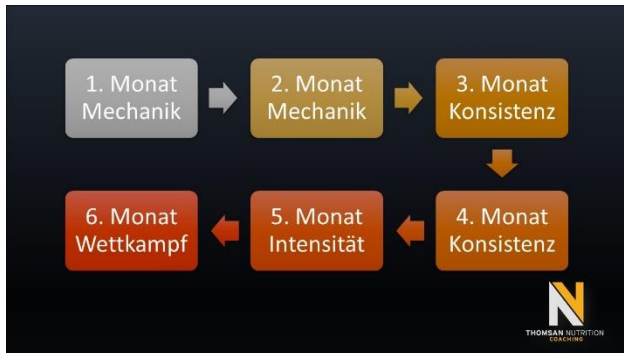 1. Monat
Mechanik
2. Monat
Mechanik
3. Monat
Konsistenz
4. Monat
Konsistenz
5. Monat
Intensität
6. Monat
Wettkampf
N
THOMSAN NUTRITION
COACHING